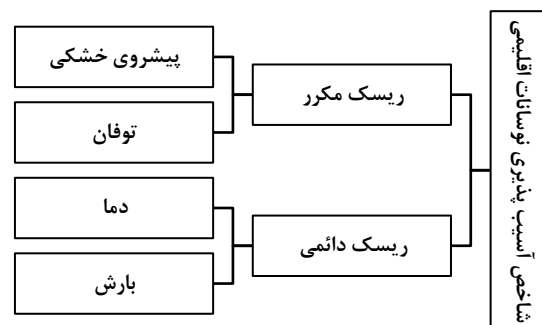 شاخص آسیب پذیری نوسانات اقلیمی
ریسک مکرر
پیشروی خشکی
توفان
ریسک دائمی
دما
بارش